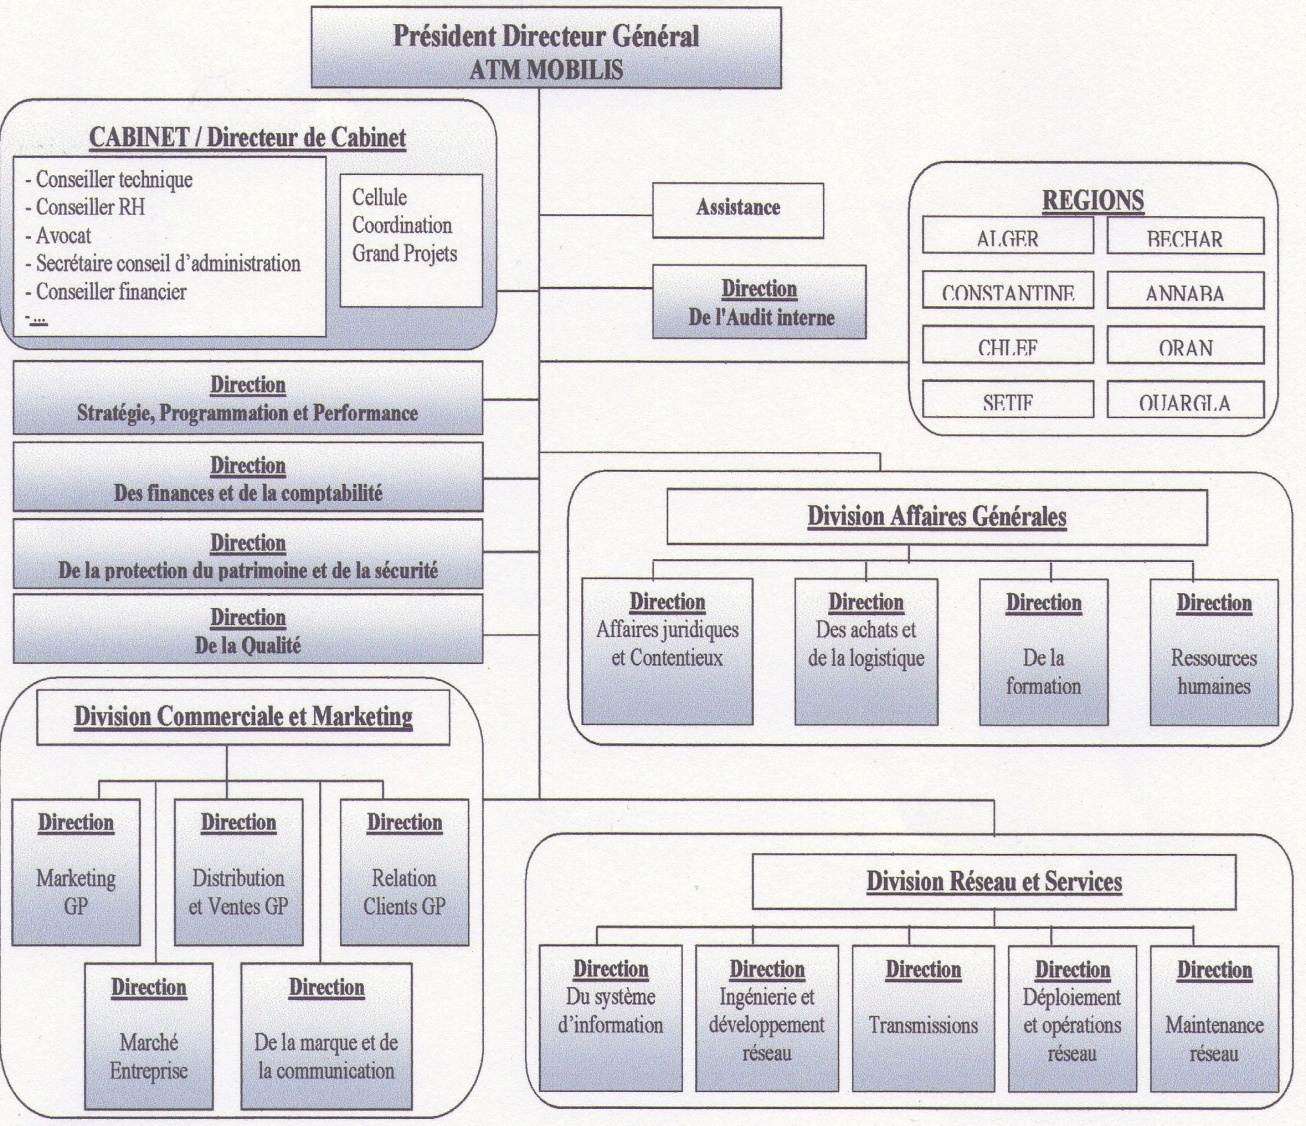 Président Directeur Général
ATM MOBILIS
CABINET / Directeur de Cabinet
- Conseiller technique
- Conseiller RH
- Avocat
- Secrétaire conseil d'administration
- Conseiller financier
- ...
Cellule
Coordination
Grand Projets
Assistance
Direction
De l'Audit interne
REGIONS
ALGER
BECHAR
CONSTANTINE
ANNABA
CHLEF
ORAN
SETIF
OUARGLA
Direction
Stratégie, Programmation et Performance
Direction
Des finances et de la comptabilité
Direction
De la protection du patrimoine et de la sécurité
Direction
De la Qualité
Division Affaires Générales
Direction
Affaires juridiques
et Contentieux
Direction
Des achats et
de la logistique
Direction
De la
formation
Direction
Ressources
humaines
Division Commerciale et Marketing
Direction
Marketing
GP
Direction
Distribution
et Ventes GP
Direction
Relation
Clients GP
Direction
Marché
Entreprise
Direction
De la marque et de
la communication
Division Réseau et Services
Direction
Du système
d'information
Direction
Ingénierie et
développement
réseau
Direction
Transmissions
Direction
Déploiement
et opérations
réseau
Direction
Maintenance
réseau